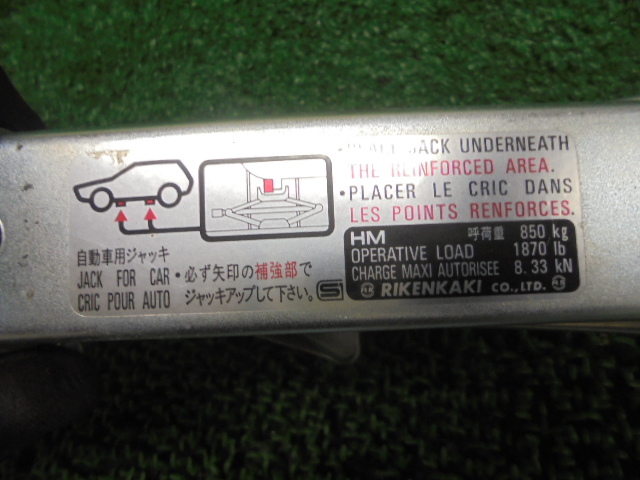 JACK UNDERNEATH
THE REINFORCED AREA.
・PLACER LE CRIC DANS
LES POINTS RENFORCES.
自動車用ジャッキ
JACK FOR CAR
CRIC POUR AUTO
・必ず矢印の補強部で
ジャッキアップして下さい。
S
HM 呼荷重 850 kg
OPERATIVE LOAD 1870 lb
CHARGE MAXI AUTORISEE 8.33 kN
RIKENKAKI CO.,LTD.